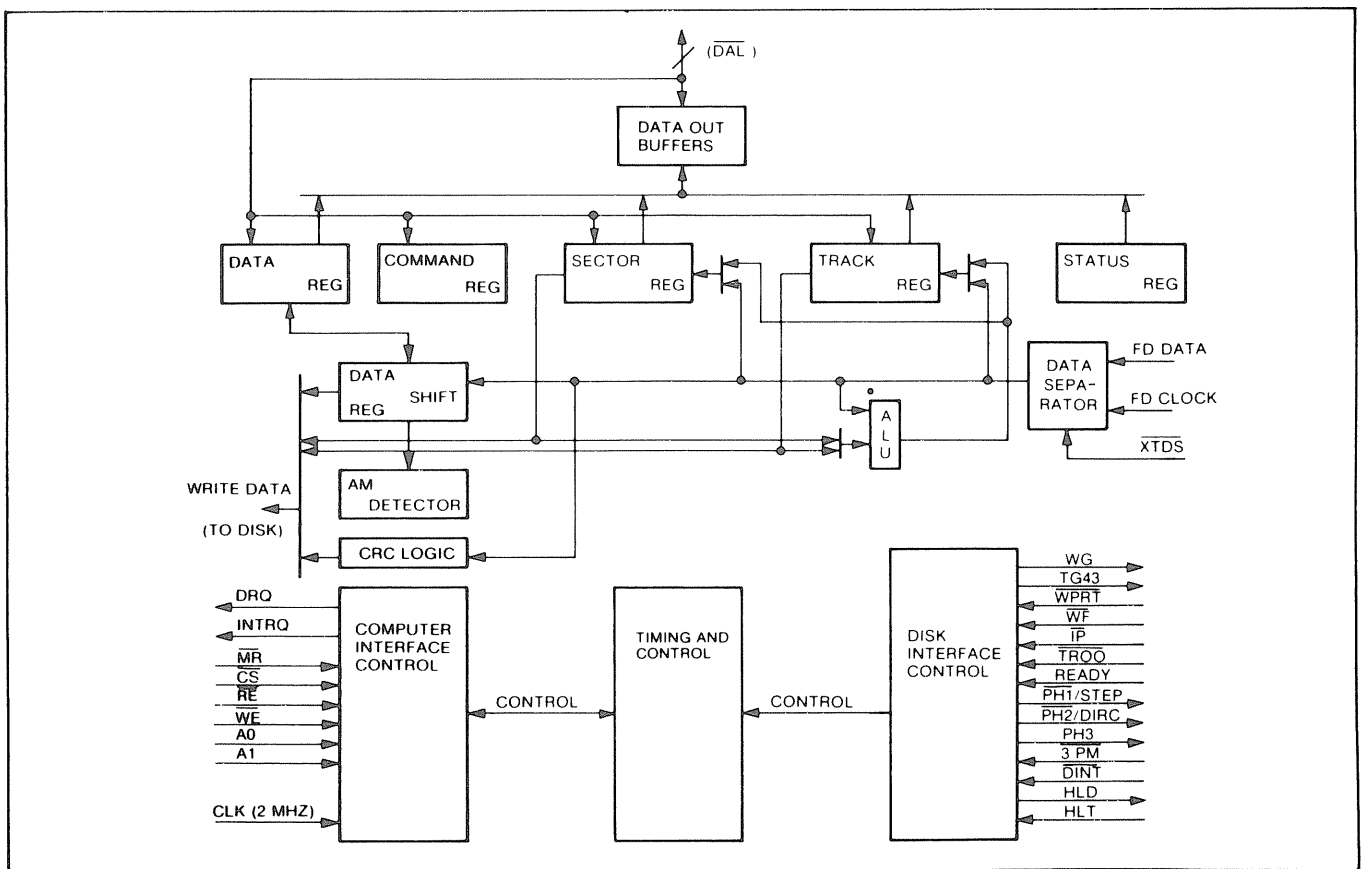 (DAL)
DATA OUT
BUFFERS
DATA
REG
COMMAND
REG
SECTOR
REG
TRACK
REG
STATUS
REG
DATA
SHIFT
REG
DATA
SEPA-
RATOR
FD DATA
FD CLOCK
XTDS
A
L
U
AM
DETECTOR
WRITE DATA
(TO DISK)
CRC LOGIC
DRQ
INTRQ
MR
CS
RE
WE
A0
A1
CLK (2 MHZ)
COMPUTER
INTERFACE
CONTROL
CONTROL
TIMING AND
CONTROL
CONTROL
DISK
INTERFACE
CONTROL
WG
TG43
WPRT
WF
IP
TROO
READY
PH1/STEP
PH2/DIRC
PH3
3 PM
DINT
HLD
HLT